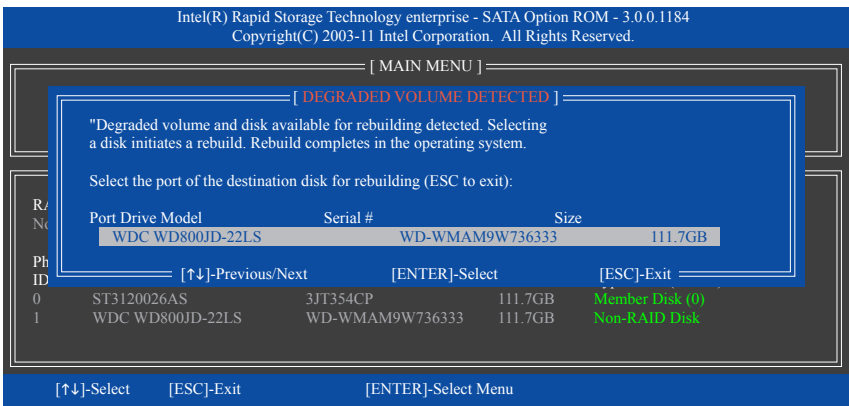 Intel(R) Rapid Storage Technology enterprise - SATA Option ROM - 3.0.0.1184
Copyright(C) 2003-11 Intel Corporation.  All Rights Reserved.
[ MAIN MENU ]
[ DEGRADED VOLUME DETECTED ]
"Degraded volume and disk available for rebuilding detected. Selecting
a disk initiates a rebuild. Rebuild completes in the operating system.
Select the port of the destination disk for rebuilding (ESC to exit):
Port Drive Model Serial # Size
WDC WD800JD-22LS WD-WMAM9W736333 111.7GB
[↑↓]-Previous/Next [ENTER]-Select [ESC]-Exit
ID
0 ST3120026AS 3JT354CP 111.7GB Member Disk (0)
1 WDC WD800JD-22LS WD-WMAM9W736333 111.7GB Non-RAID Disk
[↑↓]-Select [ESC]-Exit [ENTER]-Select Menu